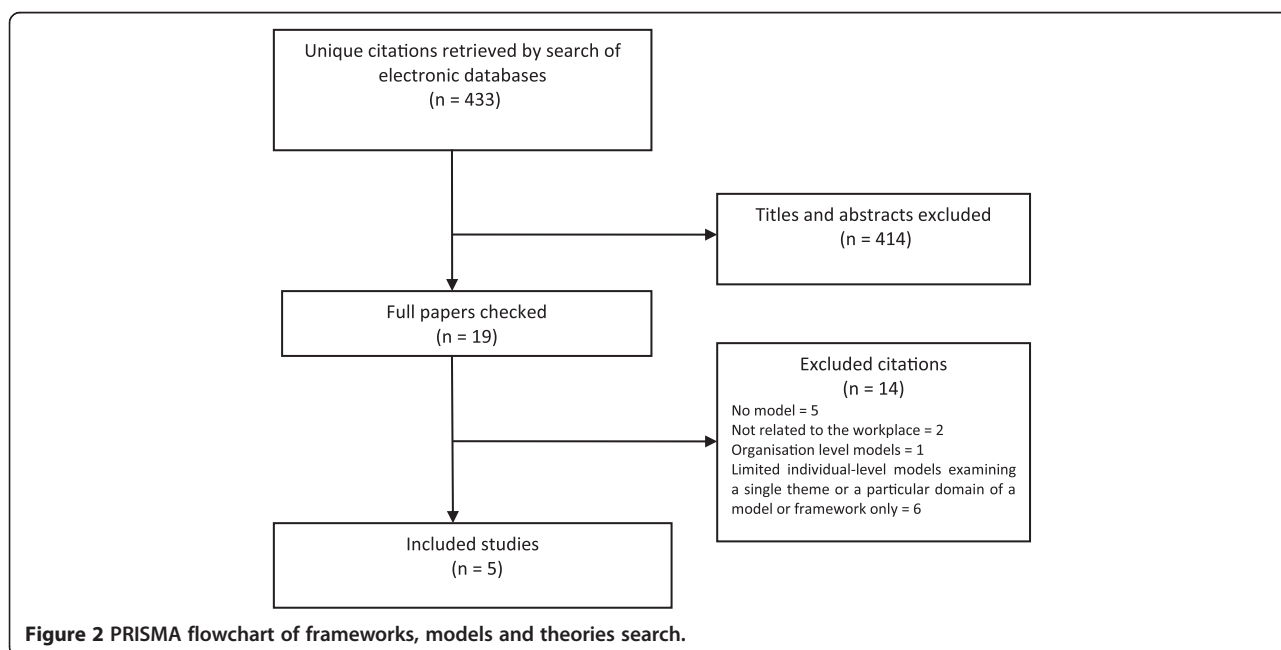 Unique citations retrieved by search of
electronic databases
(n = 433)
Titles and abstracts excluded
(n = 414)
Full papers checked
(n = 19)
Excluded citations
(n = 14)
No model = 5
Not related to the workplace = 2
Organisation level models = 1
Limited individual-level models examining
a single theme or a particular domain of a
model or framework only = 6
Included studies
(n = 5)
Figure 2 PRISMA flowchart of frameworks, models and theories search.